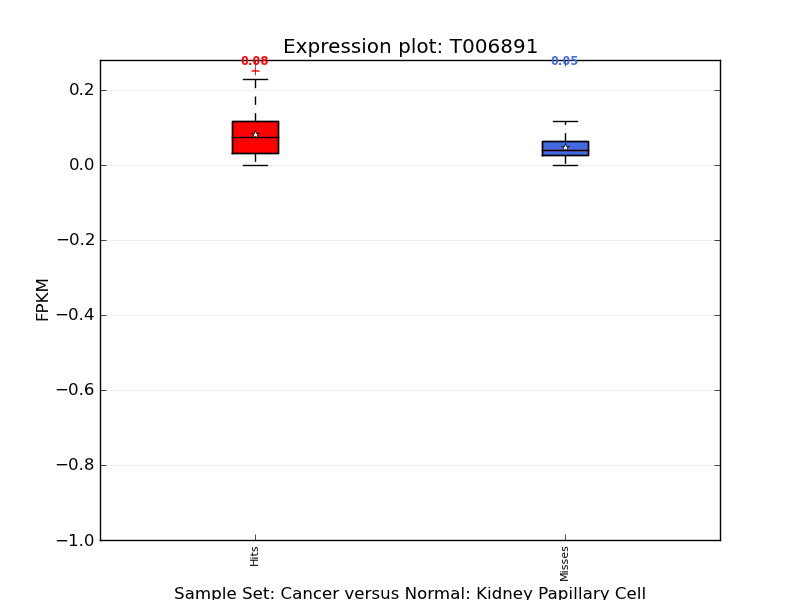 Expression plot: T006891
0.08
0.05
0.2
0.0
−0.2
−0.4
−0.6
−0.8
−1.0
FPKM
Hits
Misses
Sample Set: Cancer versus Normal: Kidney Papillary Cell